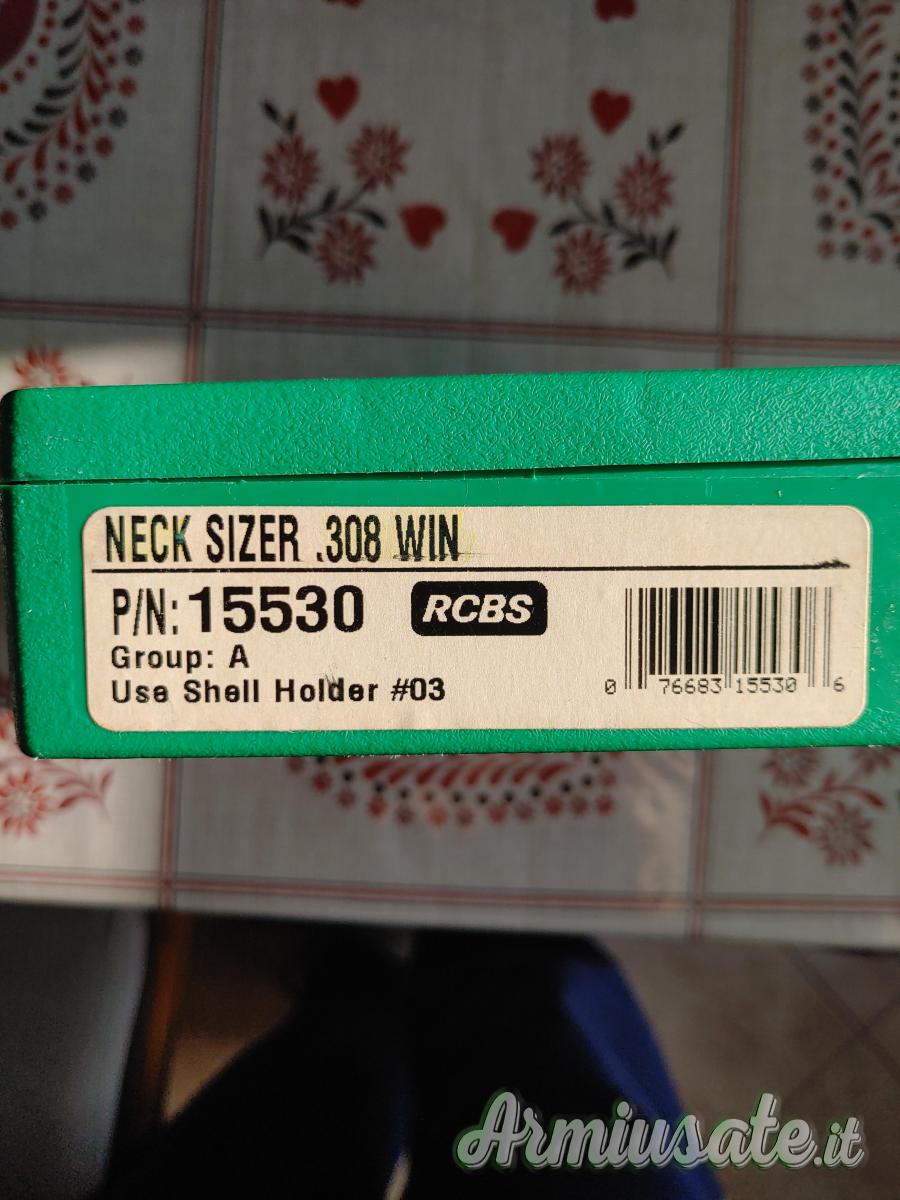 NECK SIZER .308 WIN
P/N: 15530 RCBS
Group: A
Use Shell Holder #03
0 76683 15530 6
Armiusate.it